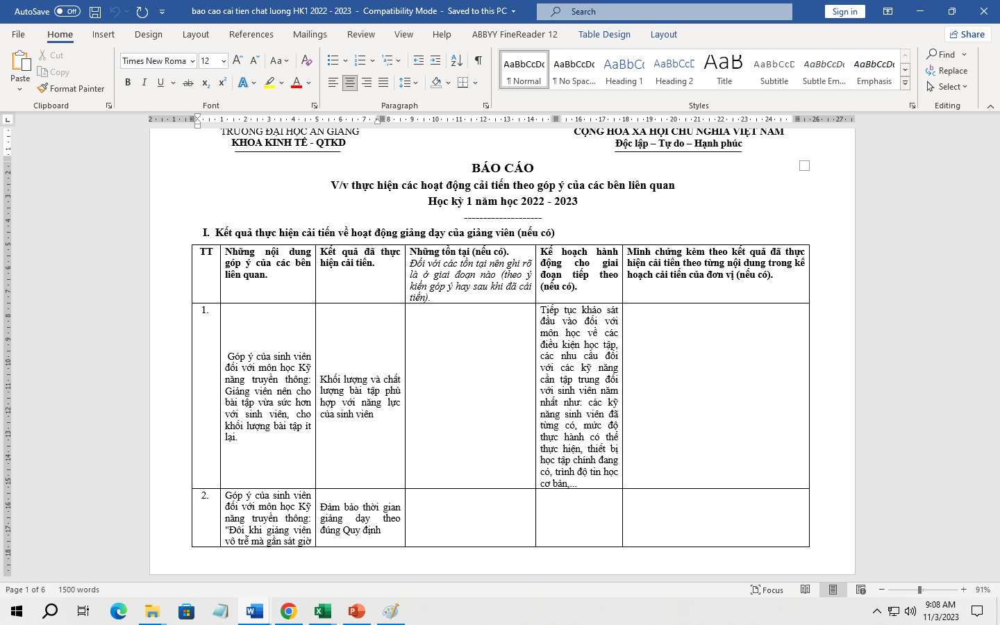 AutoSave Off bao cao cai tien chat luong HK1 2022 - 2023 - Compatibility Mode - Saved to this PC Search Sign in
File Home Insert Design Layout References Mailings Review View Help ABBYY FineReader 12 Table Design Layout Share
Paste
Cut
Copy
Format Painter
Clipboard
Times New Roma 12
Font
Paragraph
AaBbCcDc AaBbCcDc AaBbCc AaBbCcD AaB AaBbCcD AaBbCcDc AaBbCcDc
¶ Normal ¶ No Spac... Heading 1 Heading 2 Title Subtitle Subtle Em... Emphasis
Styles
Find
Replace
Select
Editing
TRƯỜNG ĐẠI HỌC AN GIANG
KHOA KINH TẾ - QTKD
CỘNG HÒA XÃ HỘI CHỦ NGHĨA VIỆT NAM
Độc lập – Tự do – Hạnh phúc
BÁO CÁO
V/v thực hiện các hoạt động cải tiến theo góp ý của các bên liên quan
Học kỳ 1 năm học 2022 - 2023
--------------------
I. Kết quả thực hiện cải tiến về hoạt động giảng dạy của giảng viên (nếu có)
TT
Những nội dung
góp ý của các bên
liên quan.
Kết quả đã thực
hiện cải tiến.
Những tồn tại (nếu có).
Đối với các tồn tại nên ghi rõ
là ở giai đoạn nào (theo ý
kiến góp ý hay sau khi đã cải
tiến).
Kế hoạch hành
động cho giai
đoạn tiếp theo
(nếu có).
Minh chứng kèm theo kết quả đã thực
hiện cải tiến theo từng nội dung trong kế
hoạch cải tiến của đơn vị (nếu có).
1.
Góp ý của sinh viên
đối với môn học Kỹ
năng truyền thông:
Giảng viên nên cho
bài tập vừa sức hơn
với sinh viên, cho
khối lượng bài tập ít
lại.
Khối lượng và chất
lượng bài tập phù
hợp với năng lực
của sinh viên
Tiếp tục khảo sát
đầu vào đối với
môn học về các
điều kiện học tập,
các nhu cầu đối
với các kỹ năng
cần tập trung đối
với sinh viên năm
nhất như: các kỹ
năng sinh viên đã
từng có, mức độ
thực hành có thể
thực hiện, thiết bị
học tập chính đang
có, trình độ tin học
cơ bản,...
2.
Góp ý của sinh viên
đối với môn học Kỹ
năng truyền thông:
"Đôi khi giảng viên
vô trễ mà gần sát giờ
Đảm bảo thời gian
giảng dạy theo
đúng Quy định
Page 1 of 6 1500 words Focus 91%
9:08 AM
11/3/2023